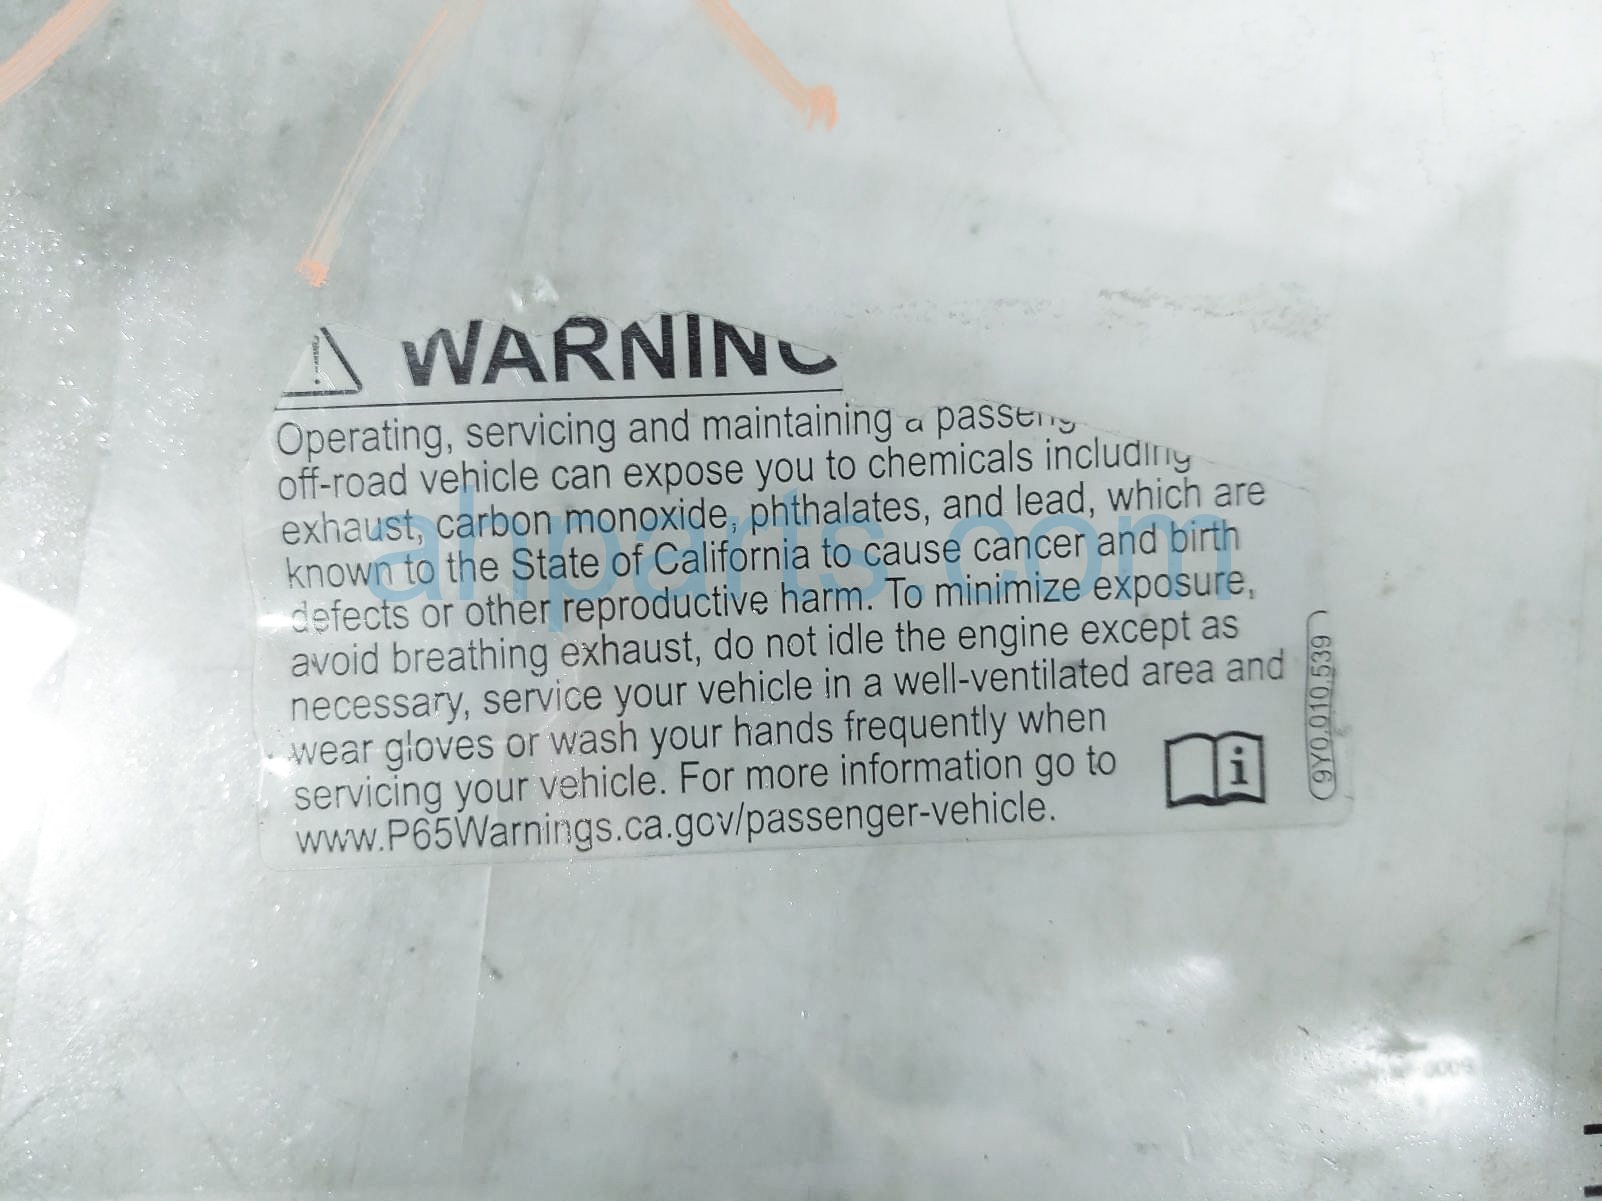 WARNING
Operating, servicing and maintaining a passeng
off-road vehicle can expose you to chemicals including
exhaust, carbon monoxide, phthalates, and lead, which are
known to the State of California to cause cancer and birth
defects or other reproductive harm. To minimize exposure,
avoid breathing exhaust, do not idle the engine except as
necessary, service your vehicle in a well-ventilated area and
wear gloves or wash your hands frequently when
servicing your vehicle. For more information go to
www.P65Warnings.ca.gov/passenger-vehicle.
9Y0.010.539
ahparts.com